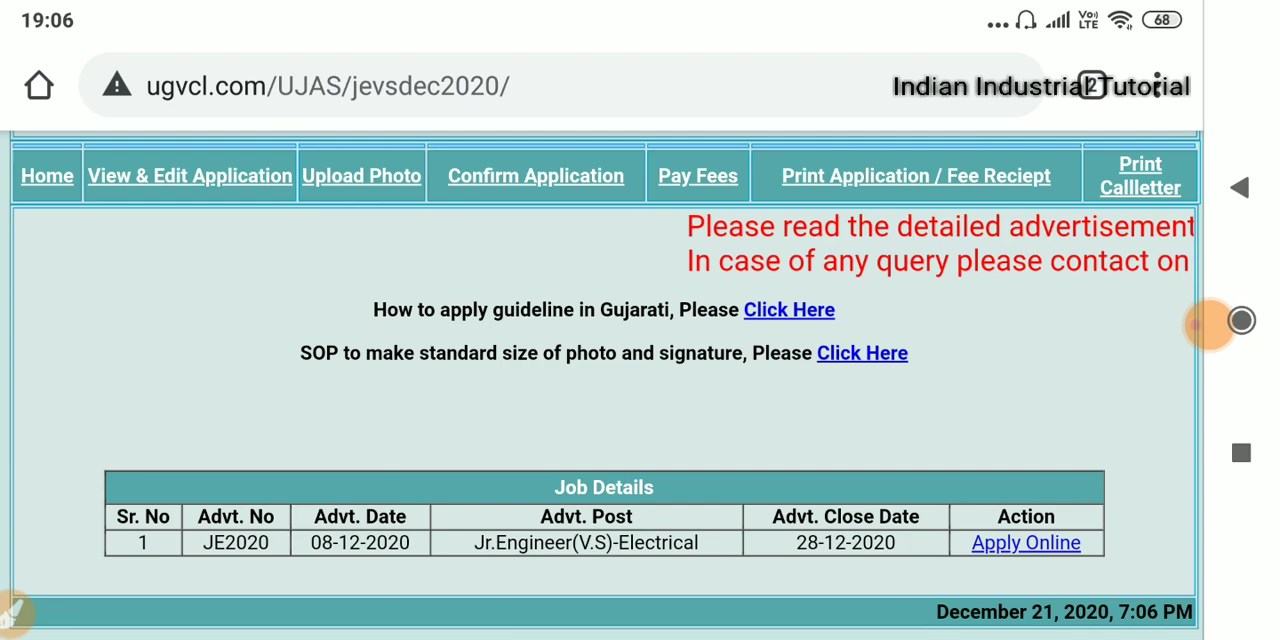 19:06
Vo) LTE 68
ugvcl.com/UJAS/jevsdec2020/
2
Indian Industrial Tutorial
Home View & Edit Application Upload Photo Confirm Application Pay Fees Print Application / Fee Reciept Print Callletter
Please read the detailed advertisement
In case of any query please contact on
How to apply guideline in Gujarati, Please Click Here
SOP to make standard size of photo and signature, Please Click Here
Job Details
Sr. No Advt. No Advt. Date Advt. Post Advt. Close Date Action
1 JE2020 08-12-2020 Jr.Engineer(V.S)-Electrical 28-12-2020 Apply Online
December 21, 2020, 7:06 PM